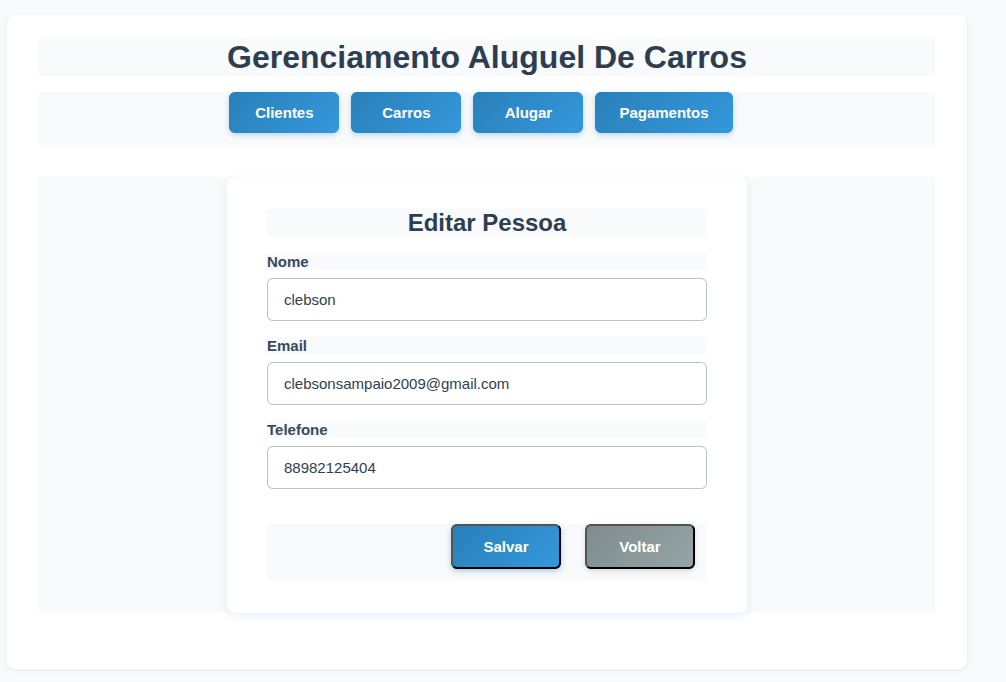 Gerenciamento Aluguel De Carros
Clientes Carros Alugar Pagamentos
Editar Pessoa
Nome
clebson
Email
clebsonsampaio2009@gmail.com
Telefone
88982125404
Salvar Voltar